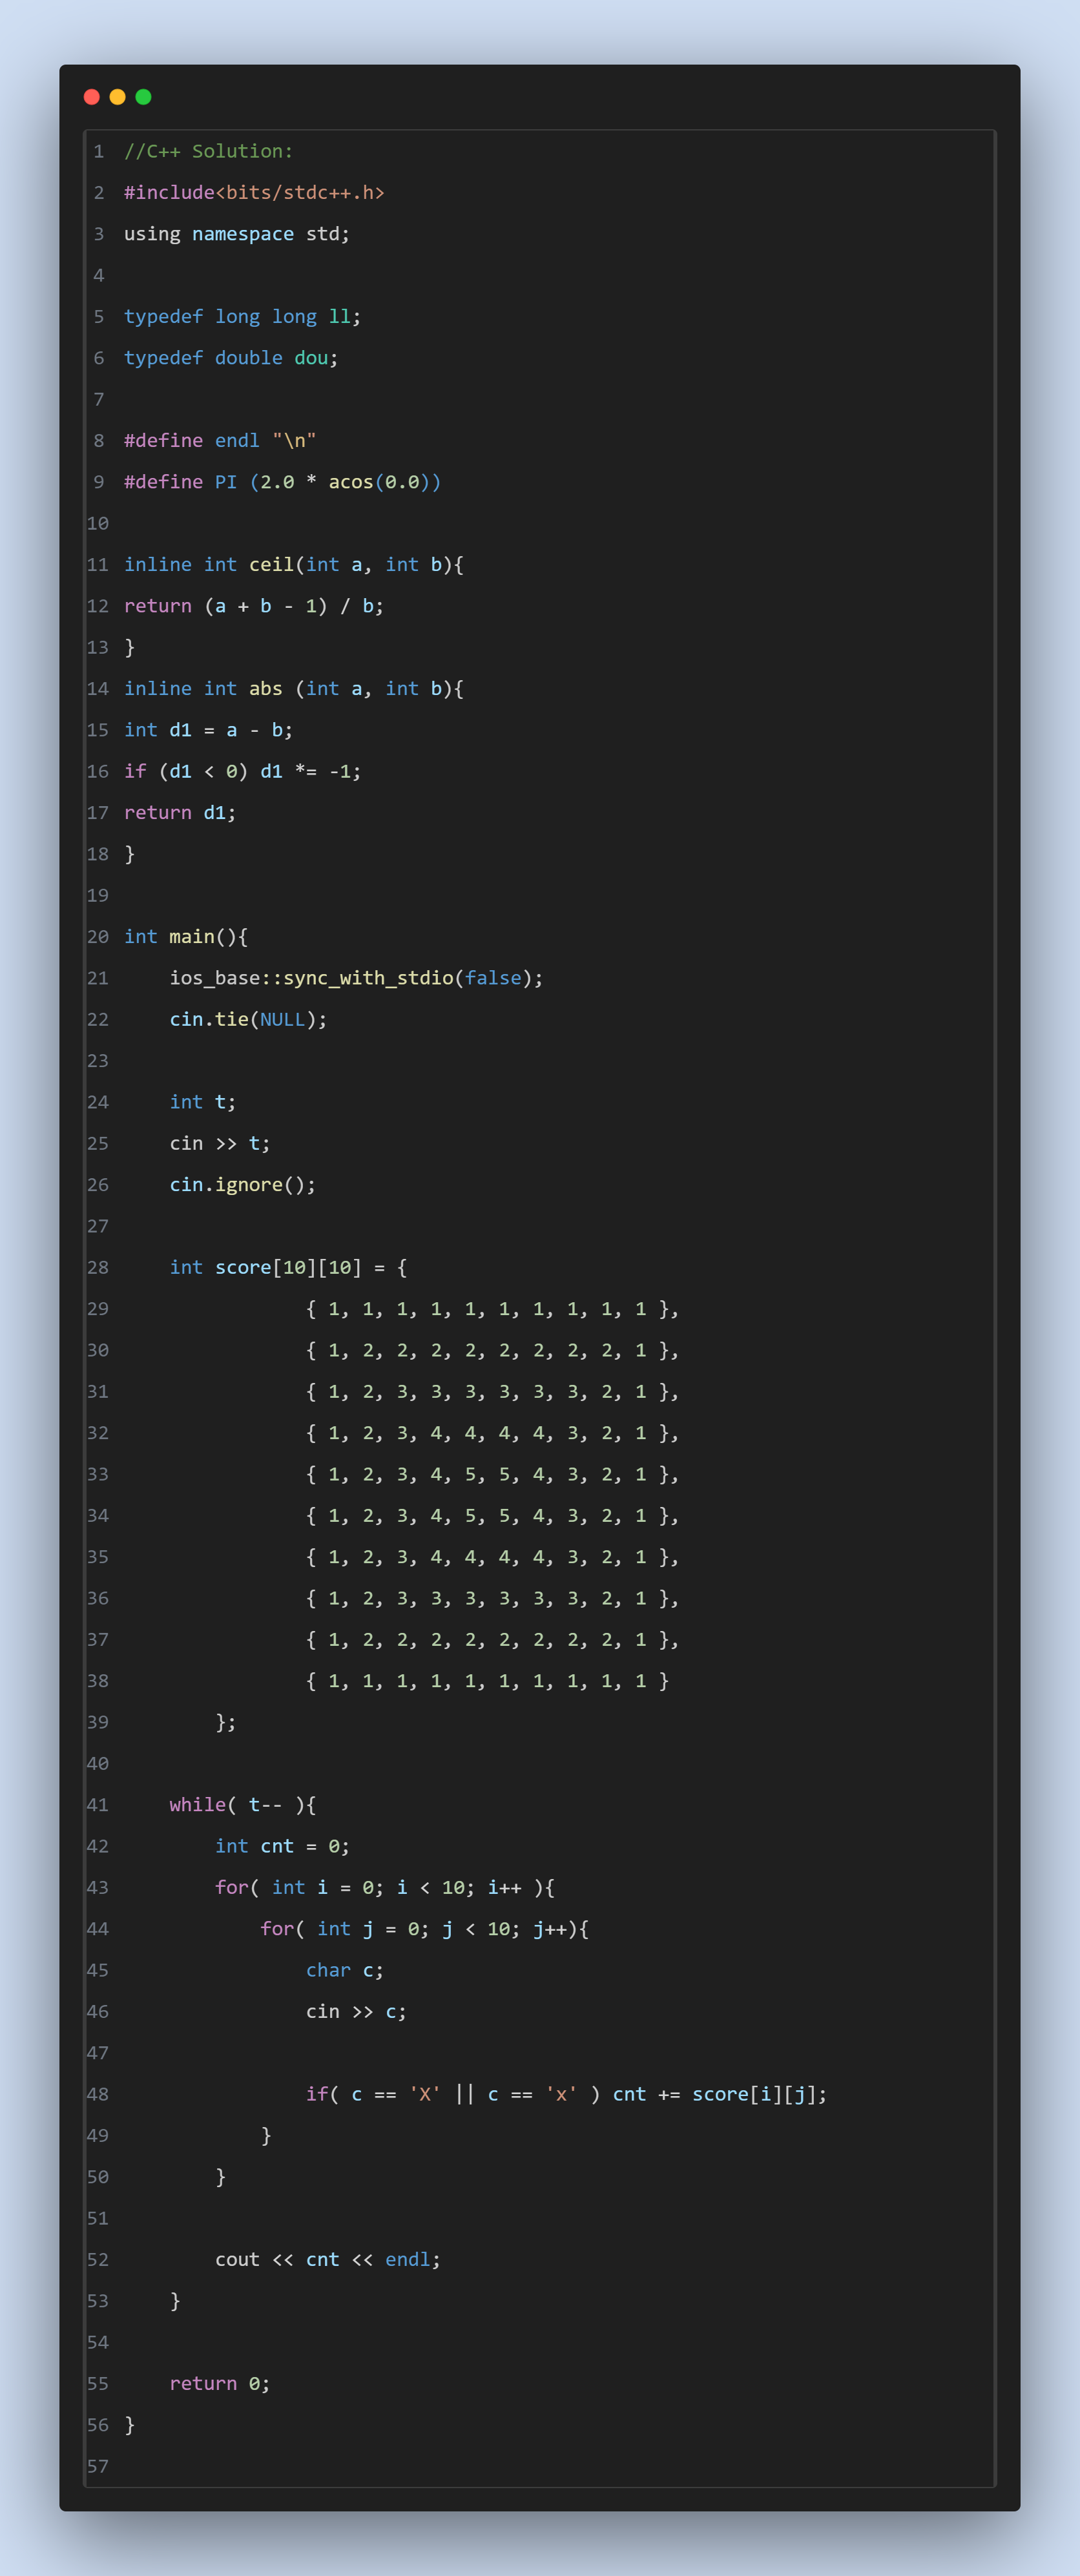 1 //C++ Solution:
2 #include<bits/stdc++.h>
3 using namespace std;
4
5 typedef long long ll;
6 typedef double dou;
7
8 #define endl "\n"
9 #define PI (2.0 * acos(0.0))
10
11 inline int ceil(int a, int b){
12 return (a + b - 1) / b;
13 }
14 inline int abs (int a, int b){
15 int d1 = a - b;
16 if (d1 < 0) d1 *= -1;
17 return d1;
18 }
19
20 int main(){
21     ios_base::sync_with_stdio(false);
22     cin.tie(NULL);
23
24     int t;
25     cin >> t;
26     cin.ignore();
27
28     int score[10][10] = {
29                 { 1, 1, 1, 1, 1, 1, 1, 1, 1, 1 },
30                 { 1, 2, 2, 2, 2, 2, 2, 2, 2, 1 },
31                 { 1, 2, 3, 3, 3, 3, 3, 3, 2, 1 },
32                 { 1, 2, 3, 4, 4, 4, 4, 3, 2, 1 },
33                 { 1, 2, 3, 4, 5, 5, 4, 3, 2, 1 },
34                 { 1, 2, 3, 4, 5, 5, 4, 3, 2, 1 },
35                 { 1, 2, 3, 4, 4, 4, 4, 3, 2, 1 },
36                 { 1, 2, 3, 3, 3, 3, 3, 3, 2, 1 },
37                 { 1, 2, 2, 2, 2, 2, 2, 2, 2, 1 },
38                 { 1, 1, 1, 1, 1, 1, 1, 1, 1, 1 }
39         };
40
41     while( t-- ){
42         int cnt = 0;
43         for( int i = 0; i < 10; i++ ){
44             for( int j = 0; j < 10; j++){
45                 char c;
46                 cin >> c;
47
48                 if( c == 'X' || c == 'x' ) cnt += score[i][j];
49             }
50         }
51
52         cout << cnt << endl;
53     }
54
55     return 0;
56 }
57